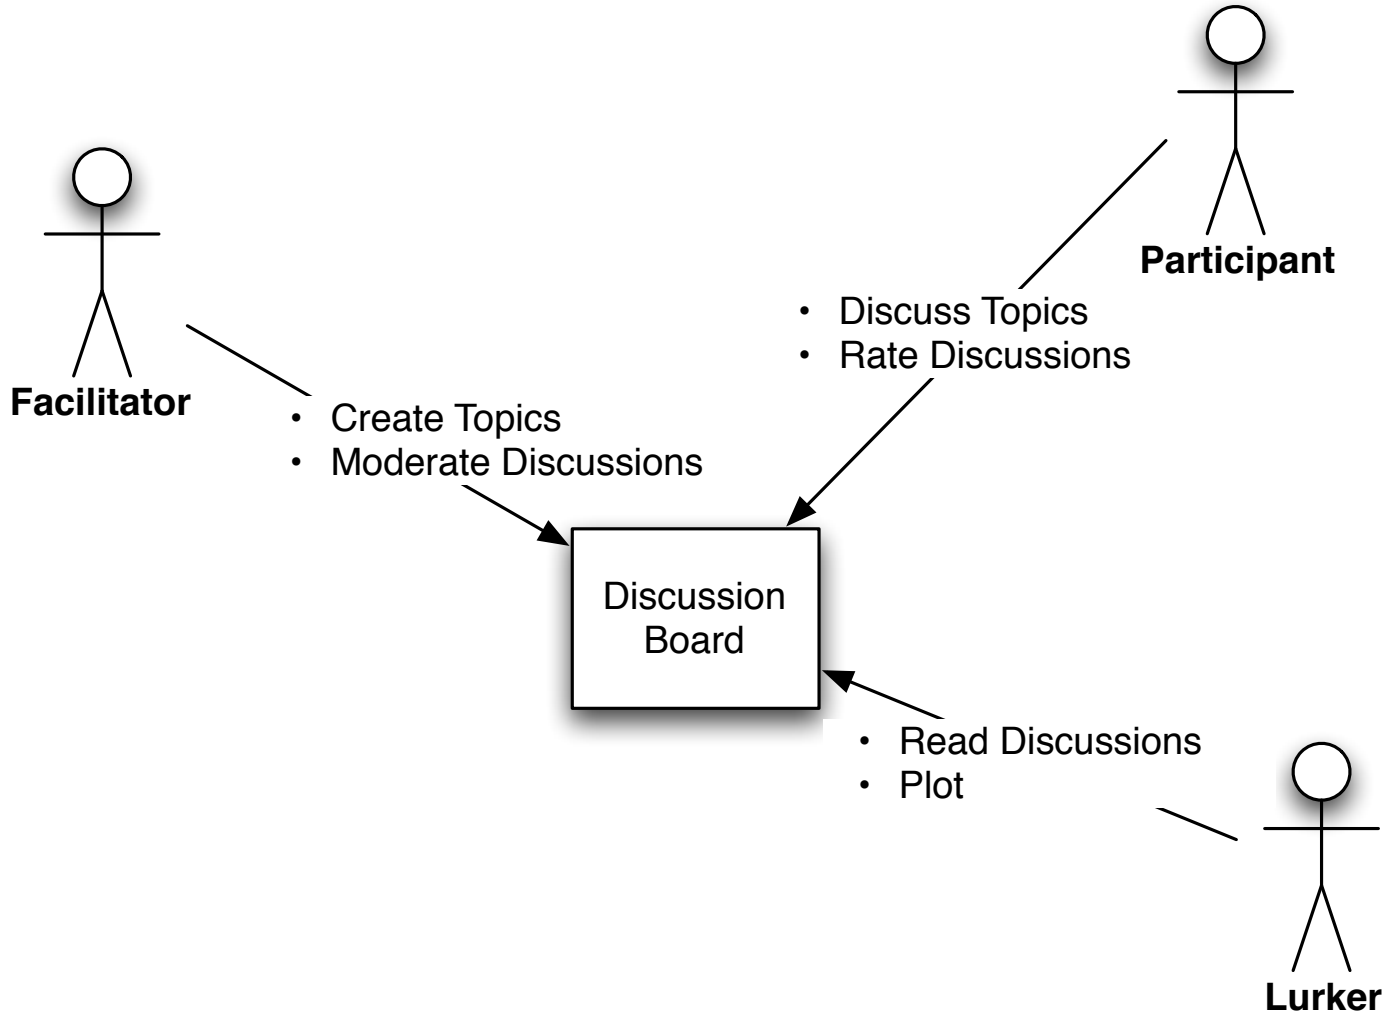 Participant
• Discuss Topics
• Rate Discussions
Facilitator
• Create Topics
• Moderate Discussions
Discussion
Board
• Read Discussions
• Plot
Lurker